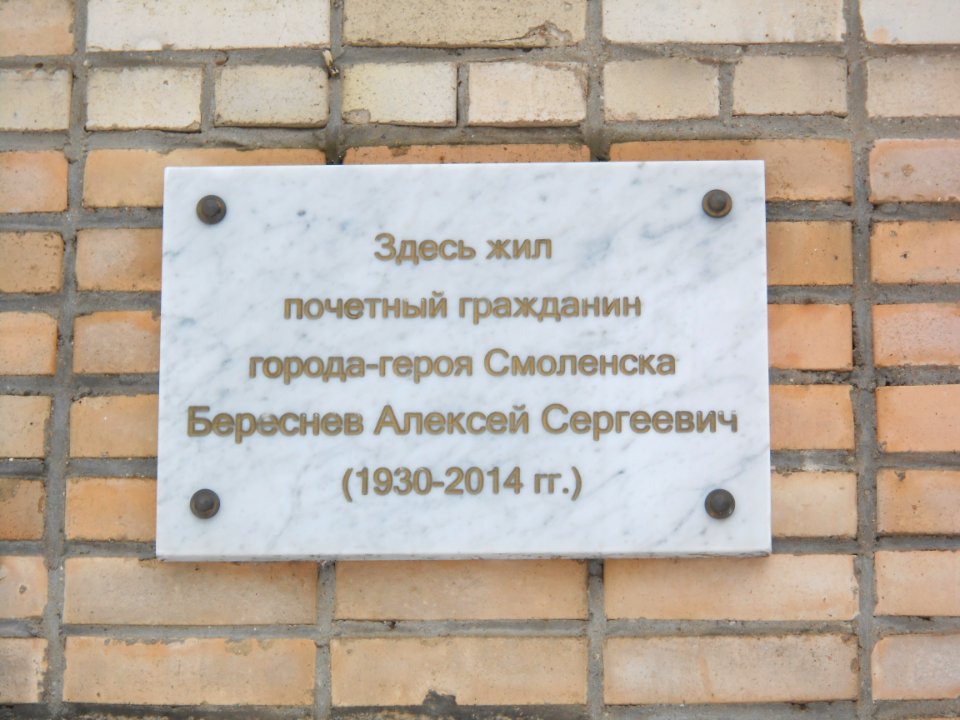 Здесь жил
почетный гражданин
города-героя Смоленска
Береснев Алексей Сергеевич
(1930-2014 гг.)